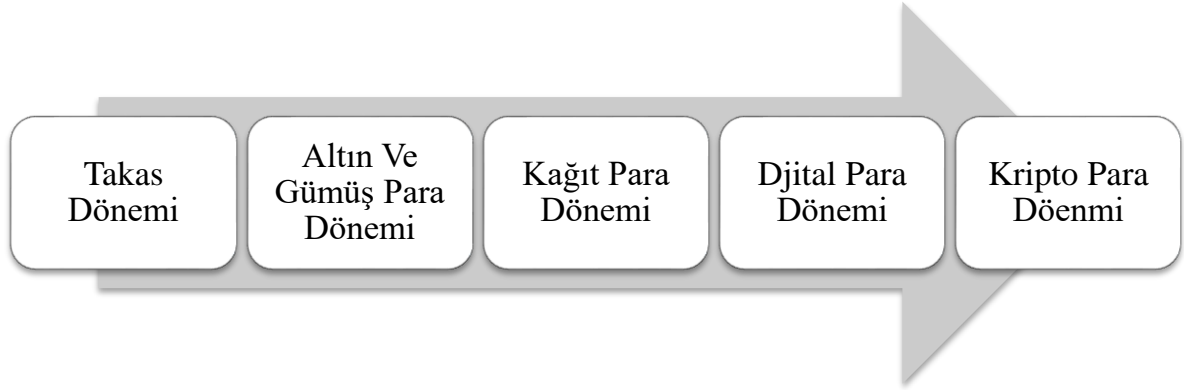 Takas
Dönemi
Altın Ve
Gümüş Para
Dönemi
Kağıt Para
Dönemi
Djital Para
Dönemi
Kripto Para
Döenmi